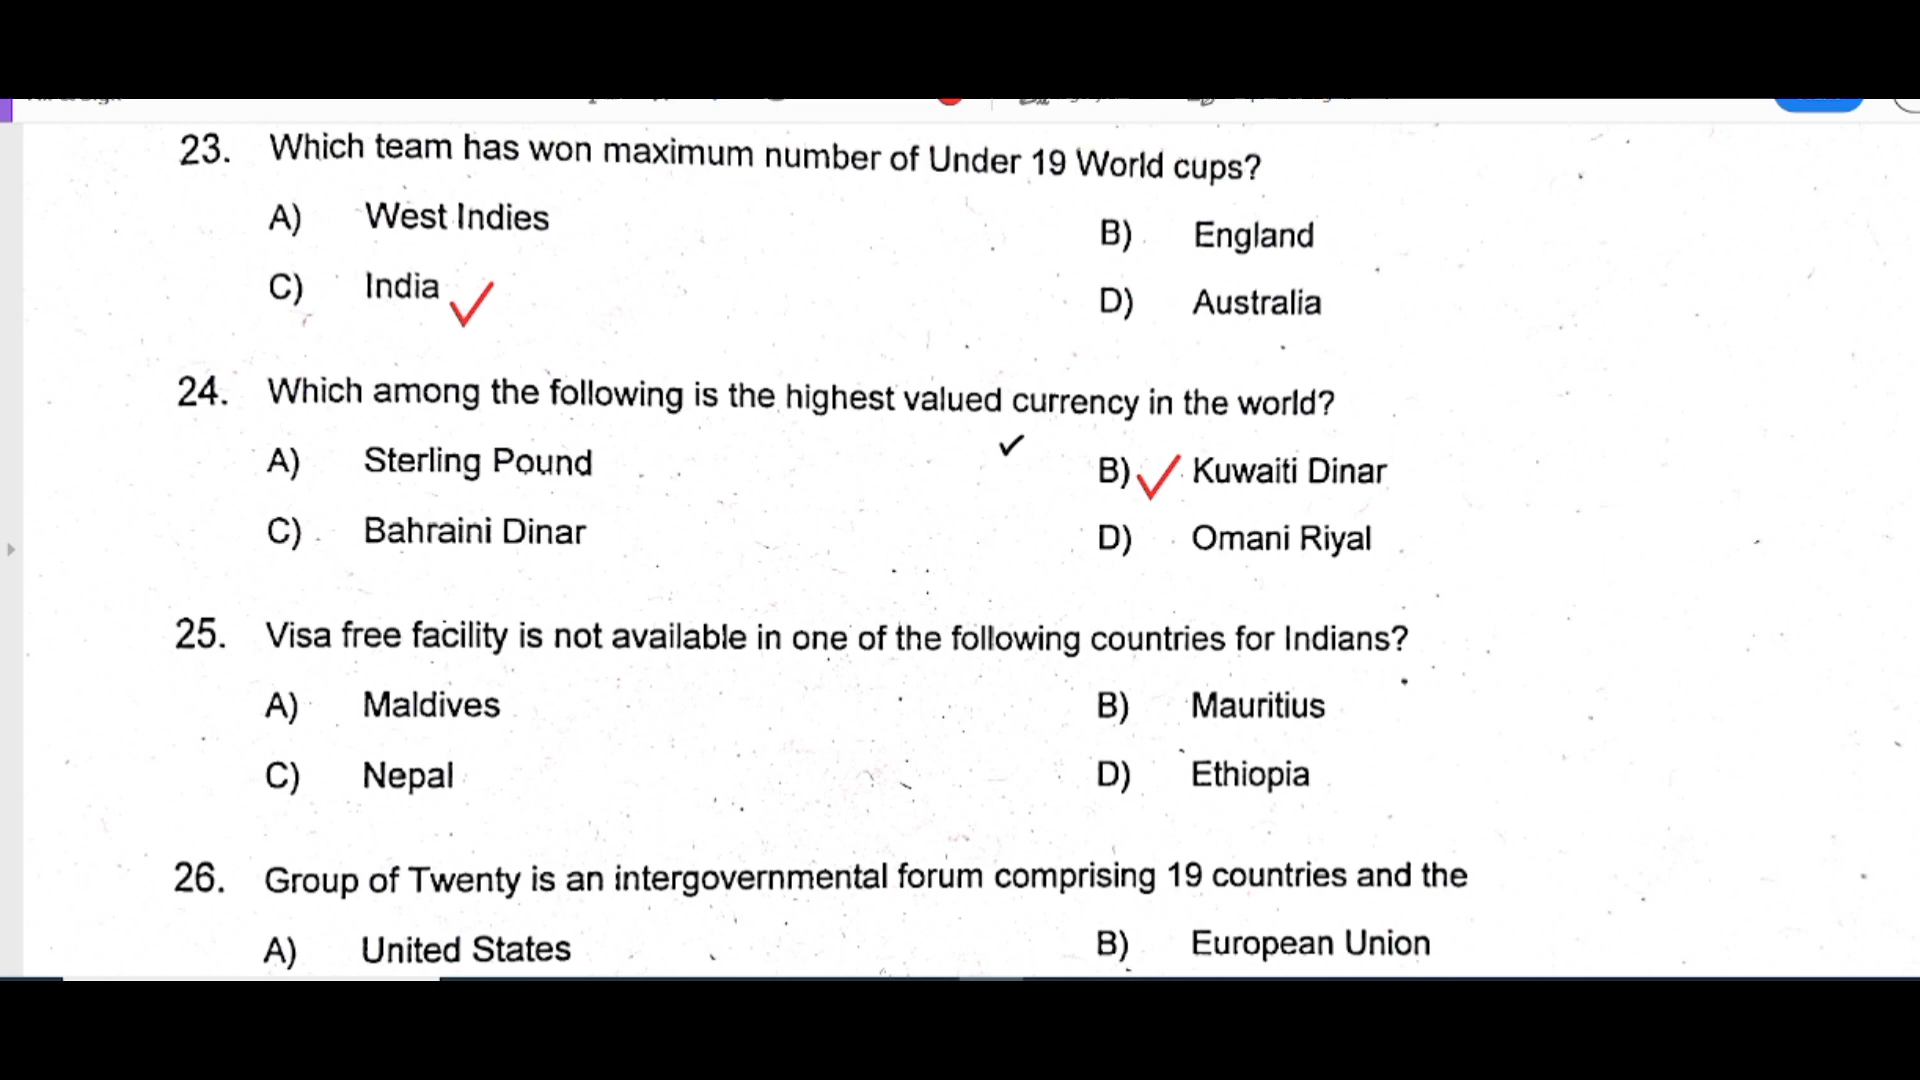 23. Which team has won maximum number of Under 19 World cups?
A) West Indies
B) England
C) India
D) Australia
24. Which among the following is the highest valued currency in the world?
A) Sterling Pound
B) Kuwaiti Dinar
C) Bahraini Dinar
D) Omani Riyal
25. Visa free facility is not available in one of the following countries for Indians?
A) Maldives
B) Mauritius
C) Nepal
D) Ethiopia
26. Group of Twenty is an intergovernmental forum comprising 19 countries and the
A) United States
B) European Union